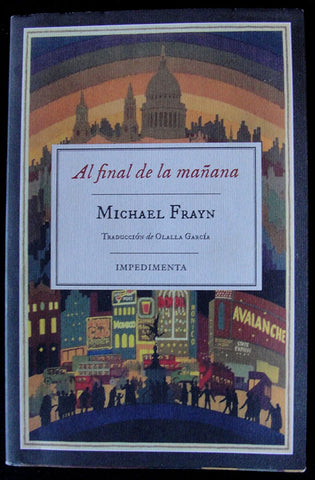 Al final de la mañana
MICHAEL FRAYN
TRADUCCIÓN de OLALLA GARCÍA
IMPEDIMENTA
AVALANCHE